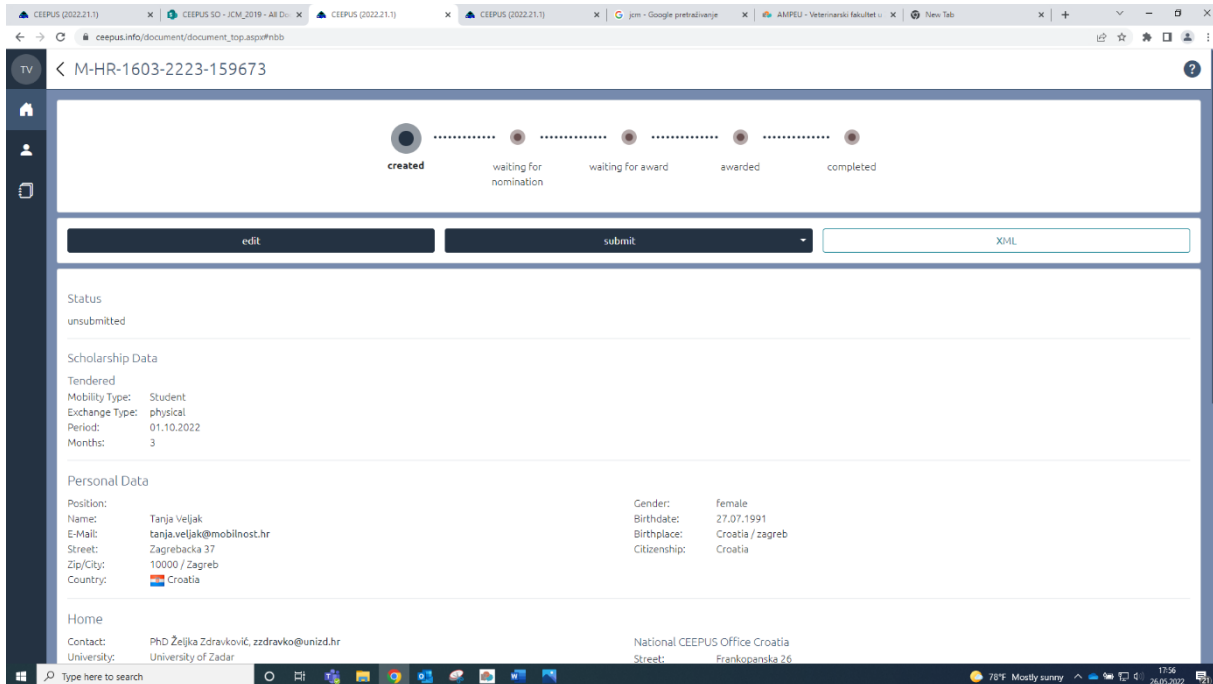 CEEPUS (2022.21.1)
CEEPUS SO - JCM_2019 - All Do
CEEPUS (2022.21.1)
CEEPUS (2022.21.1)
jcm - Google pretraživanje
AMPEU - Veterinarski fakultet u
New Tab
ceepus.info/document/document_top.aspx#nbb
TV
M-HR-1603-2223-159673
?
created
waiting for nomination
waiting for award
awarded
completed
edit
submit
XML
Status
unsubmitted
Scholarship Data
Tendered
Mobility Type: Student
Exchange Type: physical
Period: 01.10.2022
Months: 3
Personal Data
Position:
Name: Tanja Veljak
E-Mail: tanja.veljak@mobilnost.hr
Street: Zagrebacka 37
Zip/City: 10000 / Zagreb
Country: Croatia
Gender: female
Birthdate: 27.07.1991
Birthplace: Croatia / zagreb
Citizenship: Croatia
Home
Contact: PhD Željka Zdravković, zzdravko@unizd.hr
University: University of Zadar
National CEEPUS Office Croatia
Street: Frankopanska 26
Type here to search
78°F Mostly sunny
17:56
26.05.2022